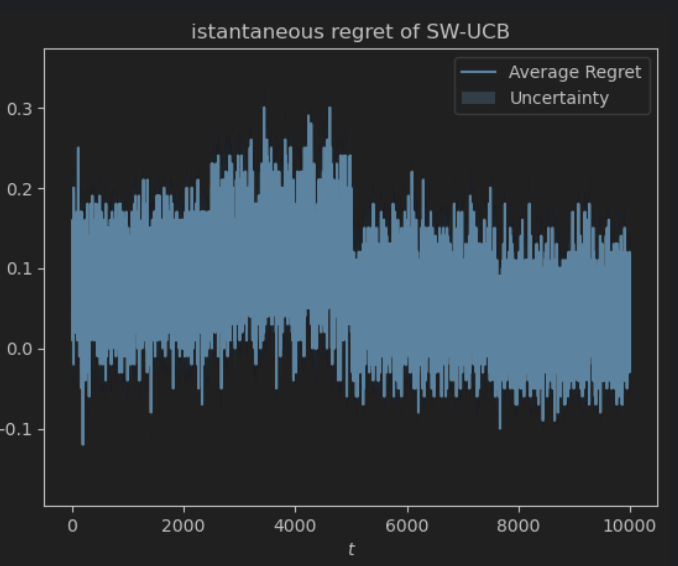 istantaneous regret of SW-UCB
Average Regret
Uncertainty
0.3
0.2
0.1
0.0
-0.1
0 2000 4000 6000 8000 10000
t